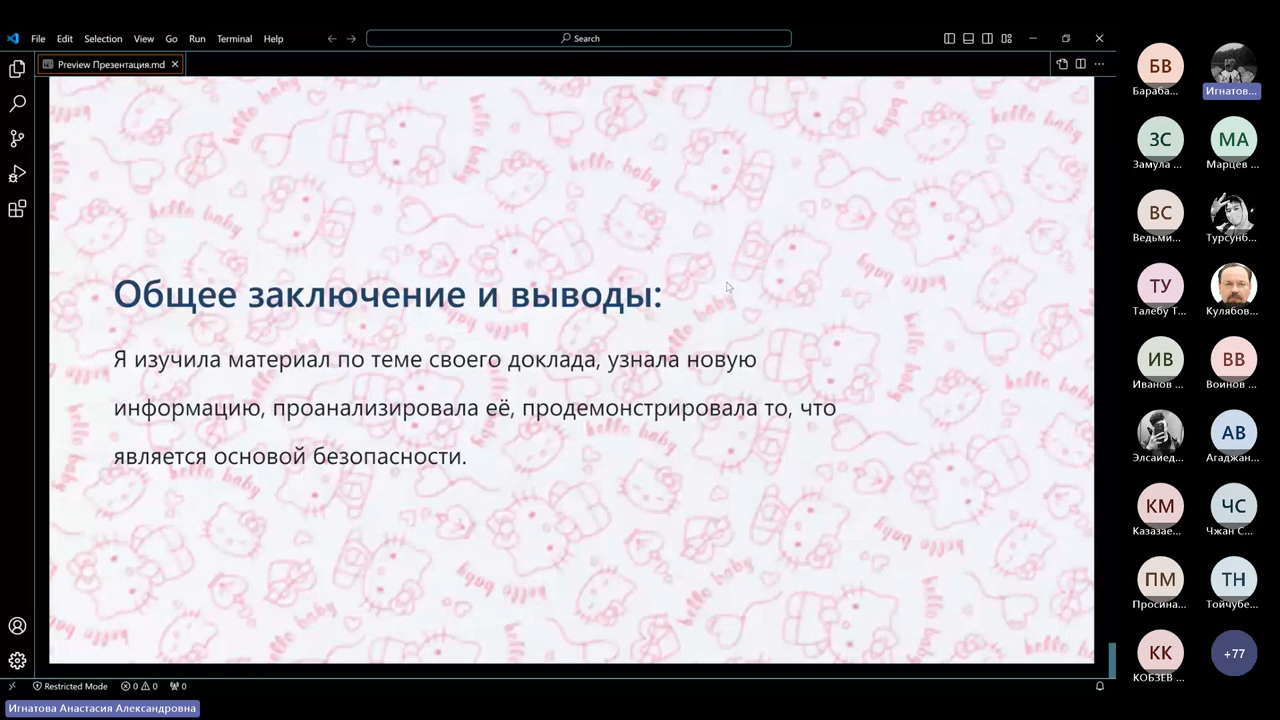 File Edit Selection View Go Run Terminal Help
Search
Preview Презентация.md
hello baby
Общее заключение и выводы:
Я изучила материал по теме своего доклада, узнала новую
информацию, проанализировала её, продемонстрировала то, что
является основой безопасности.
Restricted Mode 0 0 0
Игнатова Анастасия Александровна
БВ
Бараба...
Игнатов...
ЗС
Замула ...
МА
Марцев ...
ВС
Ведьми...
Турсунб...
ТУ
Талебу Т...
Кулябов...
ИВ
Иванов ...
ВВ
Воинов ...
Элсаиед...
АВ
Агаджан...
КМ
Казазае...
ЧС
Чжан С...
ПМ
Просина...
ТН
Тойчубе...
КК
КОБЗЕВ ...
+77